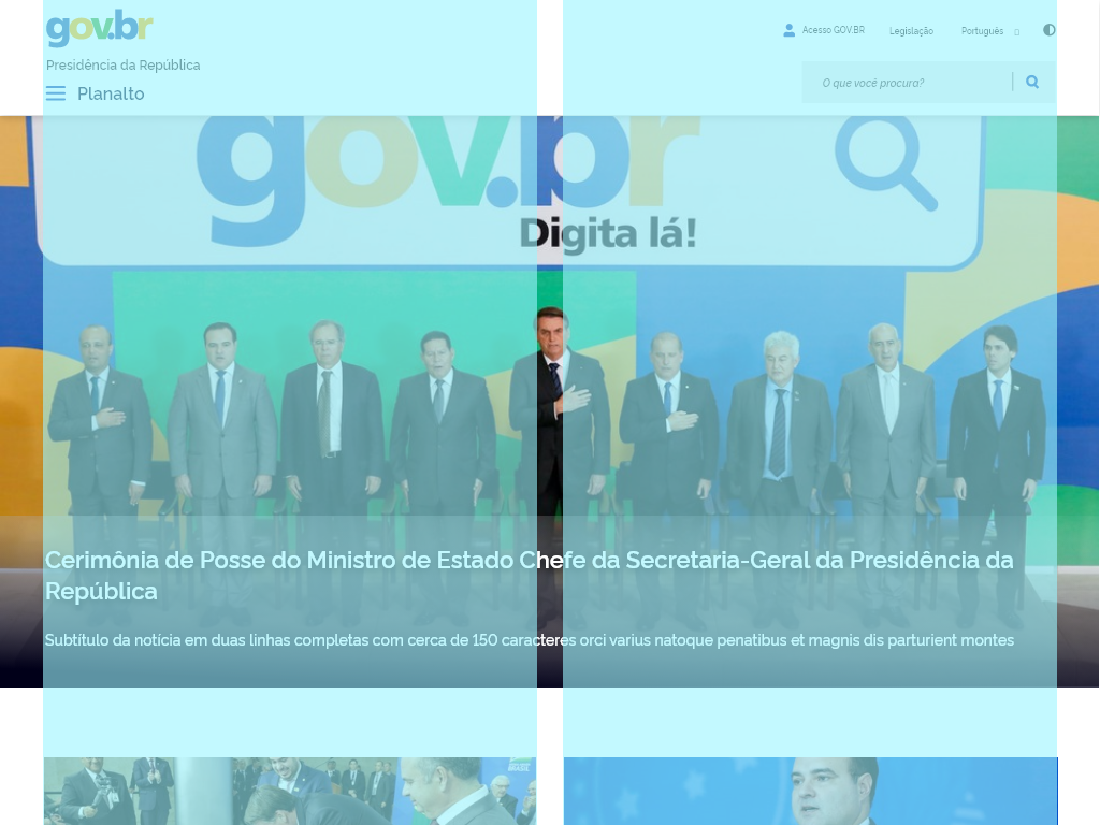 gov.br
Acesso GOV.BR
Legislação
Português
Presidência da República
Planalto
O que você procura?
gov.br
Digita lá!
Cerimônia de Posse do Ministro de Estado Chefe da Secretaria-Geral da Presidência da
República
Subtítulo da notícia em duas linhas completas com cerca de 150 caracteres orci varius natoque penatibus et magnis dis parturient montes
BRASIL